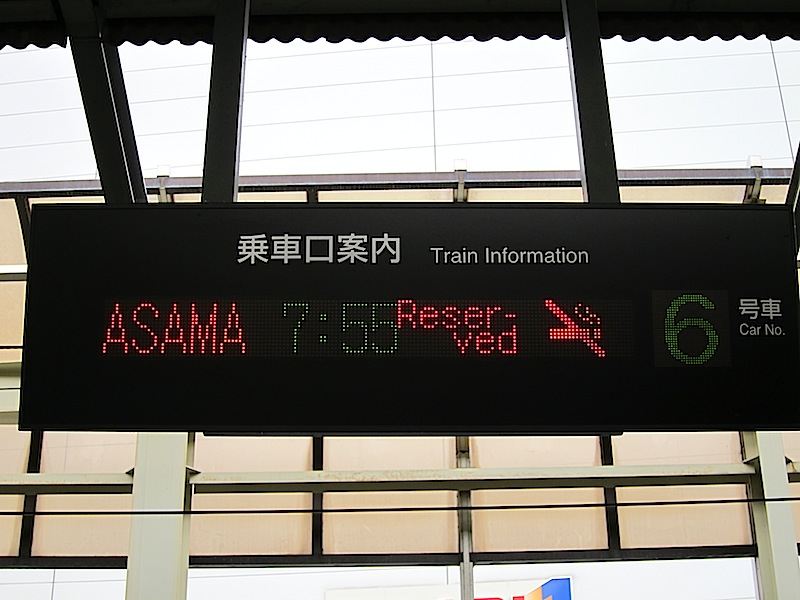 乗車口案内 Train Information
ASAMA 7:55 Reser-
ved 6 号車
Car No.